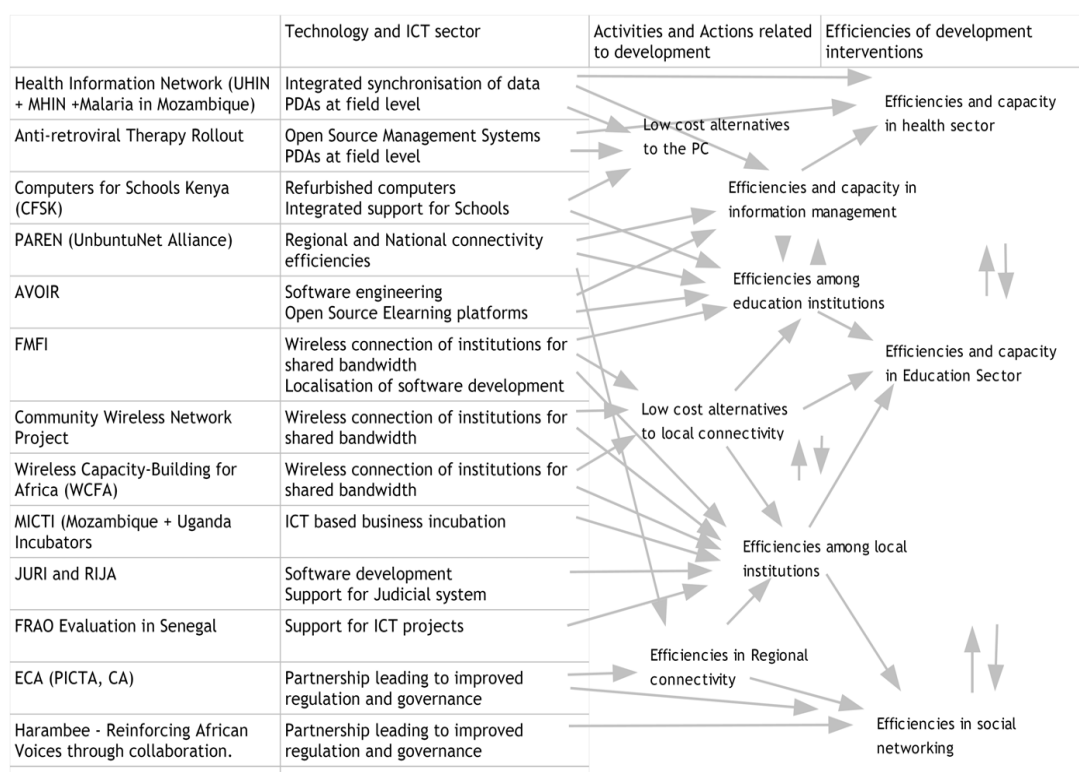 Technology and ICT sector
Activities and Actions related
to development
Efficiencies of development
interventions
Health Information Network (UHIN
+ MHIN +Malaria in Mozambique)
Integrated synchronisation of data
PDAs at field level
Anti-retroviral Therapy Rollout
Open Source Management Systems
PDAs at field level
Computers for Schools Kenya
(CFSK)
Refurbished computers
Integrated support for Schools
PAREN (UnbuntuNet Alliance)
Regional and National connectivity
efficiencies
AVOIR
Software engineering
Open Source Elearning platforms
FMFI
Wireless connection of institutions for
shared bandwidth
Localisation of software development
Community Wireless Network
Project
Wireless connection of institutions for
shared bandwidth
Wireless Capacity-Building for
Africa (WCFA)
Wireless connection of institutions for
shared bandwidth
MICTI (Mozambique + Uganda
Incubators
ICT based business incubation
JURI and RIJA
Software development
Support for Judicial system
FRAO Evaluation in Senegal
Support for ICT projects
ECA (PICTA, CA)
Partnership leading to improved
regulation and governance
Harambee - Reinforcing African
Voices through collaboration.
Partnership leading to improved
regulation and governance
Low cost alternatives
to the PC
Efficiencies and capacity in
information management
Efficiencies among
education institutions
Low cost alternatives
to local connectivity
Efficiencies among local
institutions
Efficiencies in Regional
connectivity
Efficiencies and capacity
in health sector
Efficiencies and capacity
in Education Sector
Efficiencies in social
networking